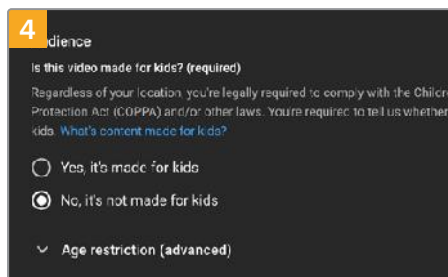 4
dience
Is this video made for kids? (required)
Regardless of your location, you're legally required to comply with the Childre
Protection Act (COPPA) and/or other laws. You're required to tell us whether
kids. What's content made for kids?
Yes, it's made for kids
No, it's not made for kids
Age restriction (advanced)